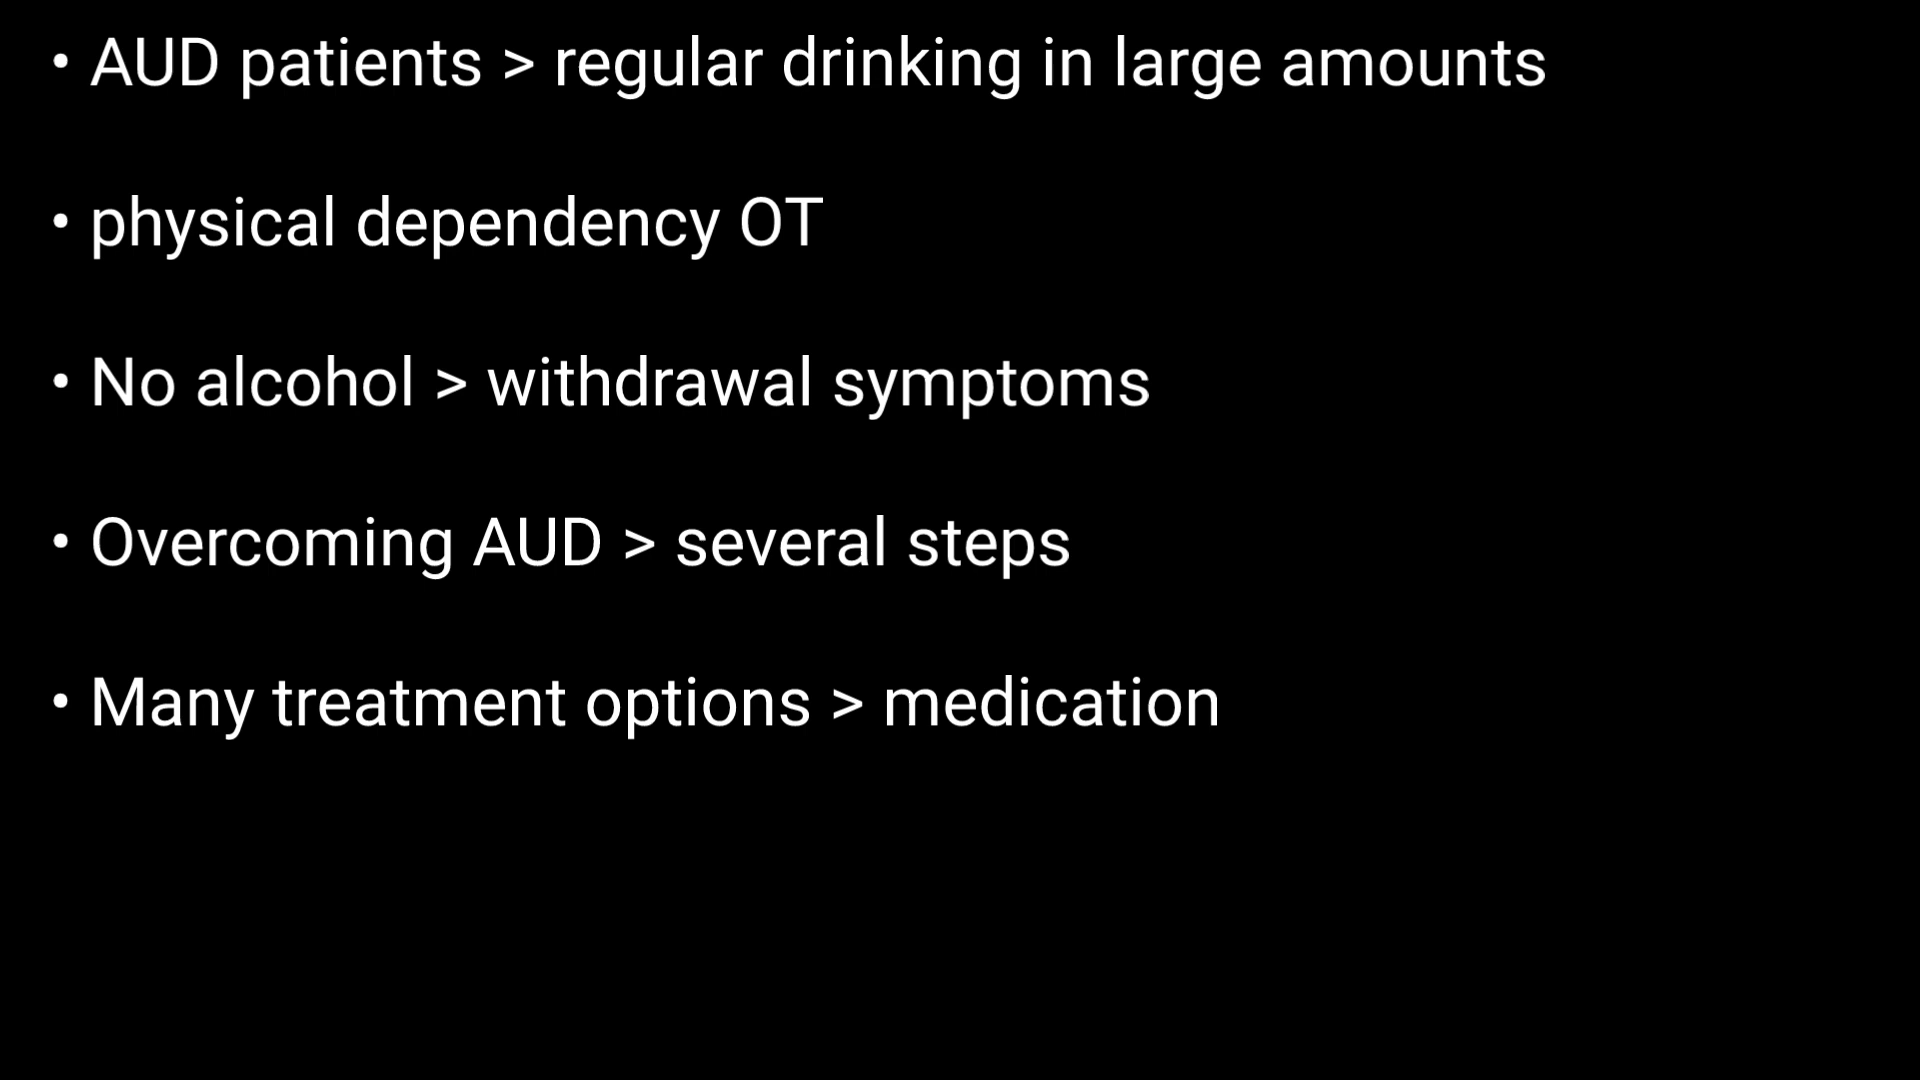 • AUD patients > regular drinking in large amounts
• physical dependency OT
• No alcohol > withdrawal symptoms
• Overcoming AUD > several steps
• Many treatment options > medication